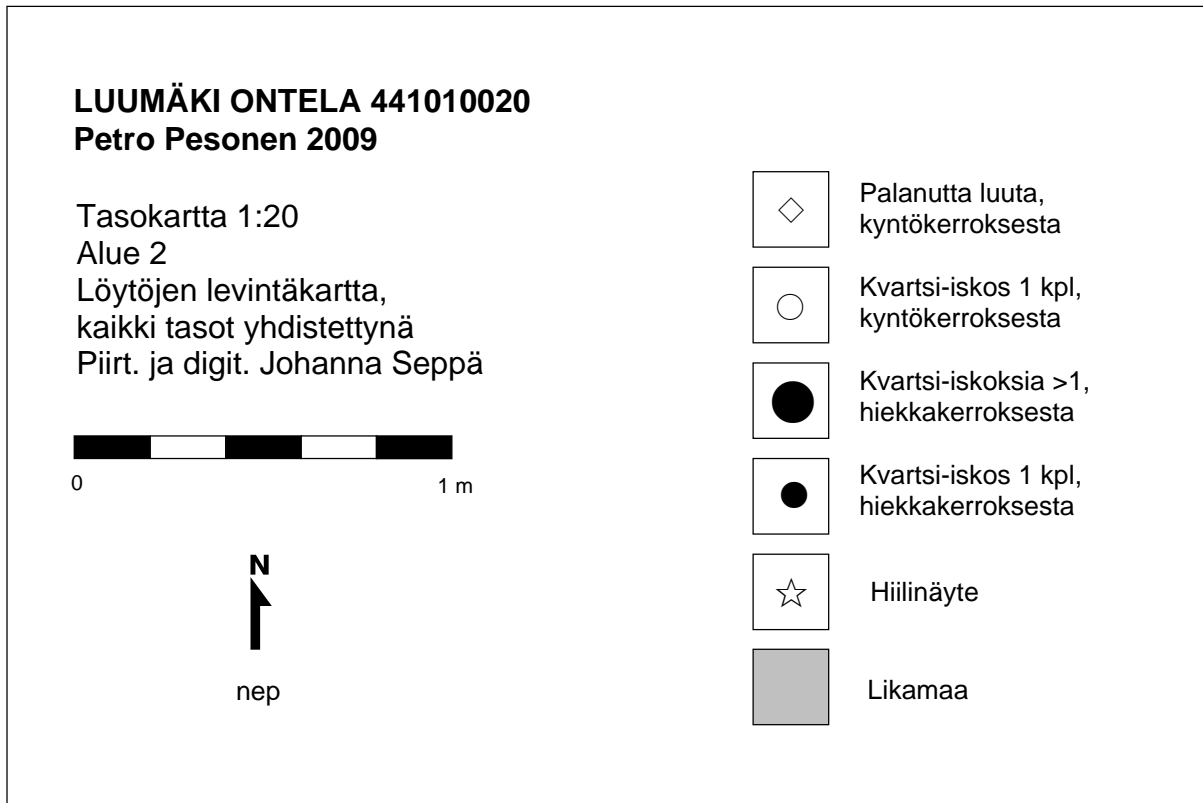 LUUMÄKI ONTELA 441010020
Petro Pesonen 2009
Tasokartta 1:20
Alue 2
Löytöjen levintäkartta,
kaikki tasot yhdistettynä
Piirt. ja digit. Johanna Seppä
0
1 m
N
nep
Palanutta luuta,
kyntökerroksesta
Kvartsi-iskos 1 kpl,
kyntökerroksesta
Kvartsi-iskoksia >1,
hiekkakerroksesta
Kvartsi-iskos 1 kpl,
hiekkakerroksesta
Hiilinäyte
Likamaa